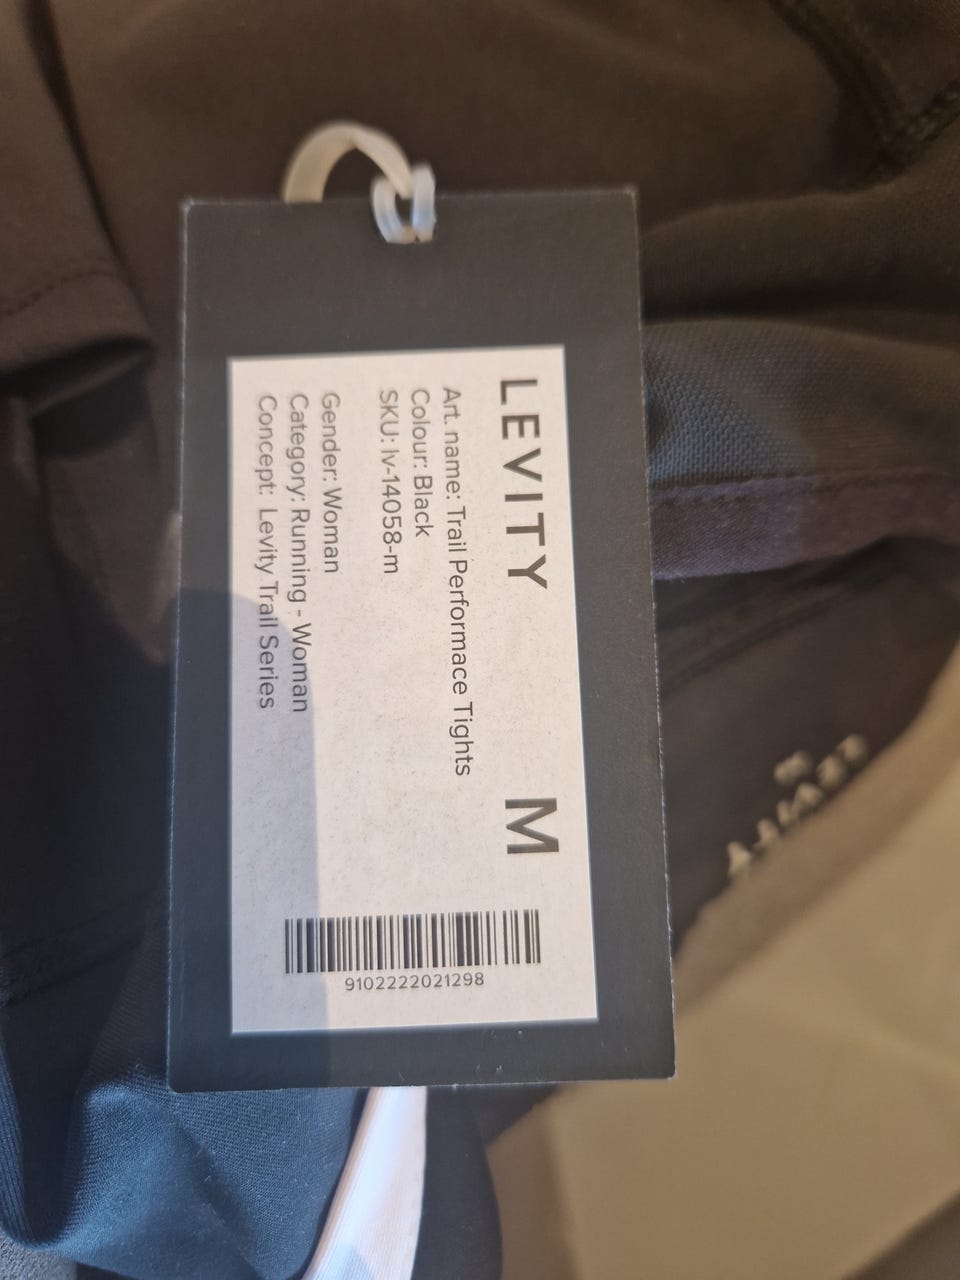 LEVITY M
Art. name: Trail Performace Tights
Colour: Black
SKU: lv-14058-m
Gender: Woman
Category: Running - Woman
Concept: Levity Trail Series
9102222021298